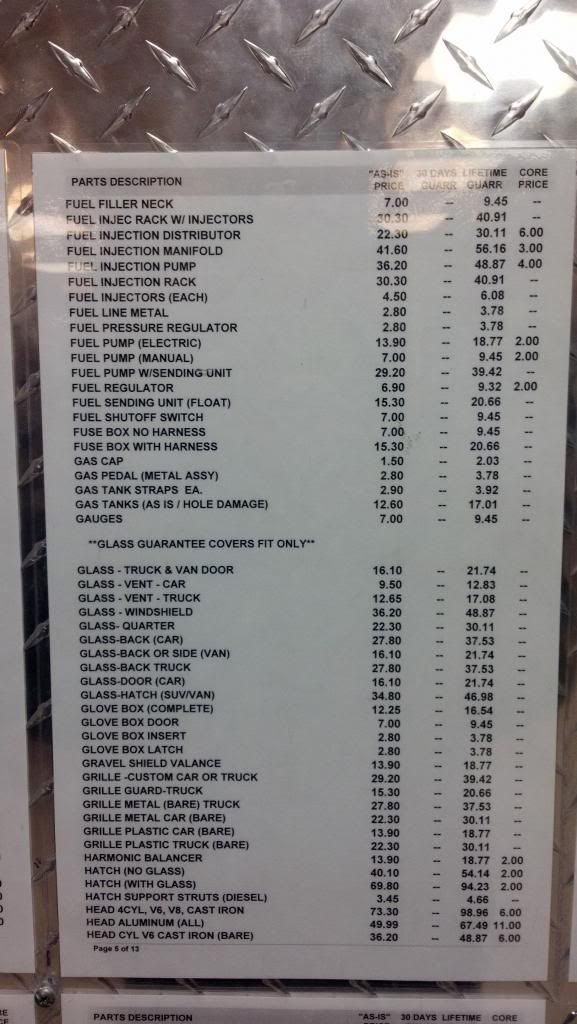 "AS-IS" 30 DAYS LIFETIME CORE
PARTS DESCRIPTION PRICE GUARR GUARR PRICE
FUEL FILLER NECK 7.00 -- 9.45 --
FUEL INJEC RACK W/ INJECTORS 30.30 -- 40.91 --
FUEL INJECTION DISTRIBUTOR 22.30 -- 30.11 6.00
FUEL INJECTION MANIFOLD 41.60 -- 56.16 3.00
FUEL INJECTION PUMP 36.20 -- 48.87 4.00
FUEL INJECTION RACK 30.30 -- 40.91 --
FUEL INJECTORS (EACH) 4.50 -- 6.08 --
FUEL LINE METAL 2.80 -- 3.78 --
FUEL PRESSURE REGULATOR 2.80 -- 3.78 --
FUEL PUMP (ELECTRIC) 13.90 -- 18.77 2.00
FUEL PUMP (MANUAL) 7.00 -- 9.45 2.00
FUEL PUMP W/SENDING UNIT 29.20 -- 39.42 --
FUEL REGULATOR 6.90 -- 9.32 2.00
FUEL SENDING UNIT (FLOAT) 15.30 -- 20.66 --
FUEL SHUTOFF SWITCH 7.00 -- 9.45 --
FUSE BOX NO HARNESS 7.00 -- 9.45 --
FUSE BOX WITH HARNESS 15.30 -- 20.66 --
GAS CAP 1.50 -- 2.03 --
GAS PEDAL (METAL ASSY) 2.80 -- 3.78 --
GAS TANK STRAPS EA. 2.90 -- 3.92 --
GAS TANKS (AS IS / HOLE DAMAGE) 12.60 -- 17.01 --
GAUGES 7.00 -- 9.45 --
**GLASS GUARANTEE COVERS FIT ONLY**
GLASS - TRUCK & VAN DOOR 16.10 -- 21.74 --
GLASS - VENT - CAR 9.50 -- 12.83 --
GLASS - VENT - TRUCK 12.65 -- 17.08 --
GLASS - WINDSHIELD 36.20 -- 48.87 --
GLASS- QUARTER 22.30 -- 30.11 --
GLASS-BACK (CAR) 27.80 -- 37.53 --
GLASS-BACK OR SIDE (VAN) 16.10 -- 21.74 --
GLASS-BACK TRUCK 27.80 -- 37.53 --
GLASS-DOOR (CAR) 16.10 -- 21.74 --
GLASS-HATCH (SUV/VAN) 34.80 -- 46.98 --
GLOVE BOX (COMPLETE) 12.25 -- 16.54 --
GLOVE BOX DOOR 7.00 -- 9.45 --
GLOVE BOX INSERT 2.80 -- 3.78 --
GLOVE BOX LATCH 2.80 -- 3.78 --
GRAVEL SHIELD VALANCE 13.90 -- 18.77 --
GRILLE -CUSTOM CAR OR TRUCK 29.20 -- 39.42 --
GRILLE GUARD-TRUCK 15.30 -- 20.66 --
GRILLE METAL (BARE) TRUCK 27.80 -- 37.53 --
GRILLE METAL CAR (BARE) 22.30 -- 30.11 --
GRILLE PLASTIC CAR (BARE) 13.90 -- 18.77 --
GRILLE PLASTIC TRUCK (BARE) 22.30 -- 30.11 --
HARMONIC BALANCER 13.90 -- 18.77 2.00
HATCH (NO GLASS) 40.10 -- 54.14 2.00
HATCH (WITH GLASS) 69.80 -- 94.23 2.00
HATCH SUPPORT STRUTS (DIESEL) 3.45 -- 4.66 --
HEAD 4CYL, V6, V8, CAST IRON 73.30 -- 98.96 6.00
HEAD ALUMINUM (ALL) 49.99 -- 67.49 11.00
HEAD CYL V6 CAST IRON (BARE) 36.20 -- 48.87 6.00
Page 5 of 13
PARTS DESCRIPTION "AS-IS" 30 DAYS LIFETIME CORE